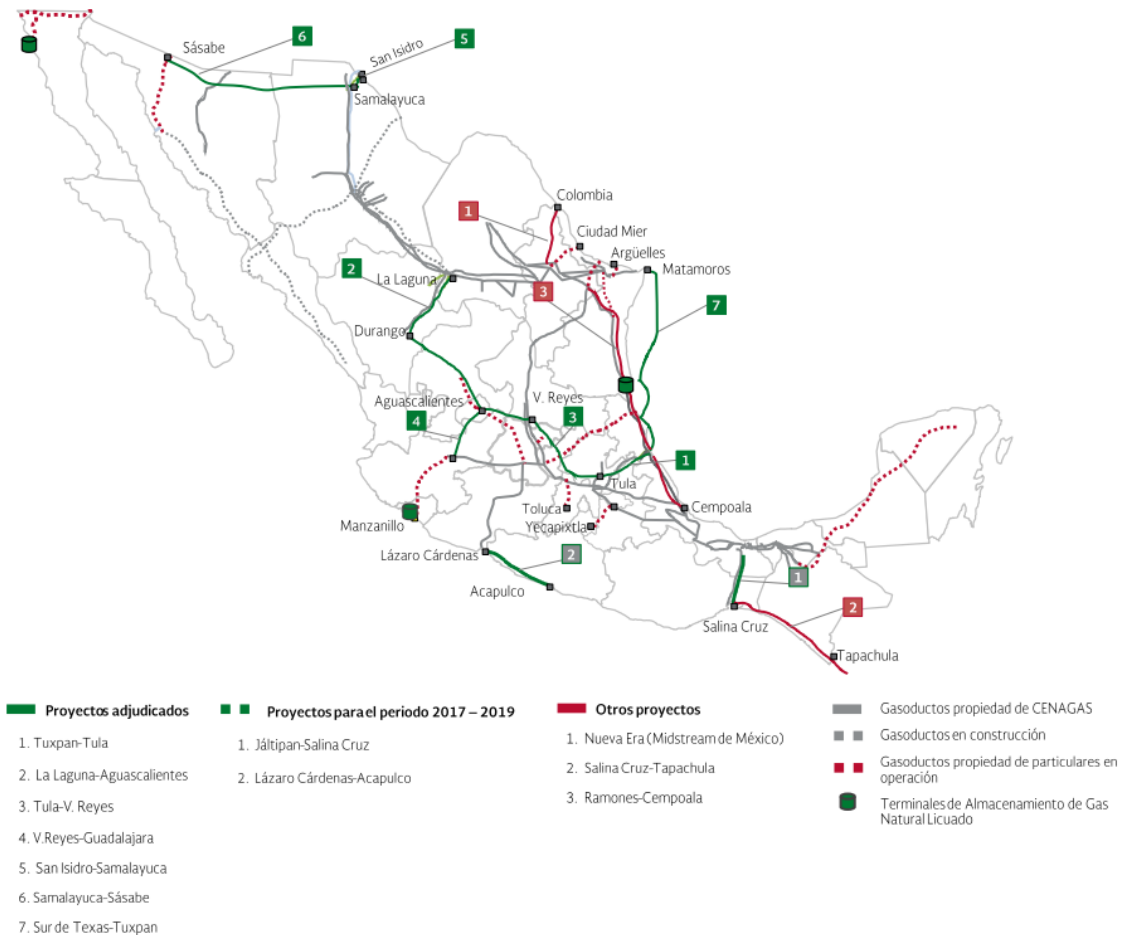 6
5
Sásabe
San Isidro
Samalayuca
Colombia
1
Ciudad Mier
Argüelles
Matamoros
2
La Laguna
3
7
Durango
Aguascalientes
V. Reyes
4
3
1
Tula
Toluca
Cempoala
Manzanillo
Yecapixtla
Lázaro Cárdenas
2
1
Acapulco
Salina Cruz
2
Tapachula
Proyectos adjudicados
1. Tuxpan-Tula
2. La Laguna-Aguascalientes
3. Tula-V. Reyes
4. V.Reyes-Guadalajara
5. San Isidro-Samalayuca
6. Samalayuca-Sásabe
7. Sur de Texas-Tuxpan
Proyectos para el periodo 2017 – 2019
1. Jáltipan-Salina Cruz
2. Lázaro Cárdenas-Acapulco
Otros proyectos
1. Nueva Era (Midstream de México)
2. Salina Cruz-Tapachula
3. Ramones-Cempoala
Gasoductos propiedad de CENAGAS
Gasoductos en construcción
Gasoductos propiedad de particulares en
operación
Terminales de Almacenamiento de Gas
Natural Licuado